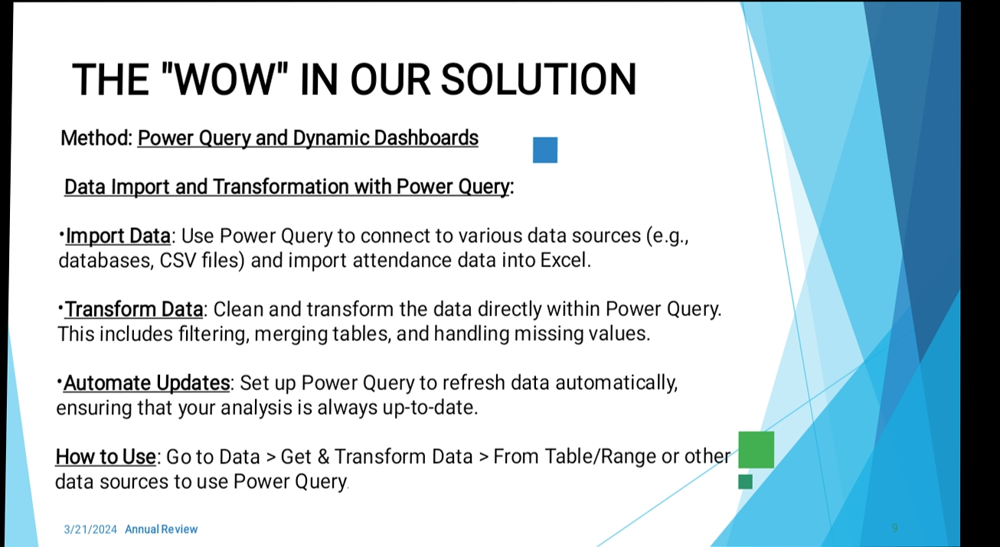 THE "WOW" IN OUR SOLUTION
Method: Power Query and Dynamic Dashboards
Data Import and Transformation with Power Query:
•Import Data: Use Power Query to connect to various data sources (e.g.,
databases, CSV files) and import attendance data into Excel.
•Transform Data: Clean and transform the data directly within Power Query.
This includes filtering, merging tables, and handling missing values.
•Automate Updates: Set up Power Query to refresh data automatically,
ensuring that your analysis is always up-to-date.
How to Use: Go to Data > Get & Transform Data > From Table/Range or other
data sources to use Power Query.
3/21/2024 Annual Review
9